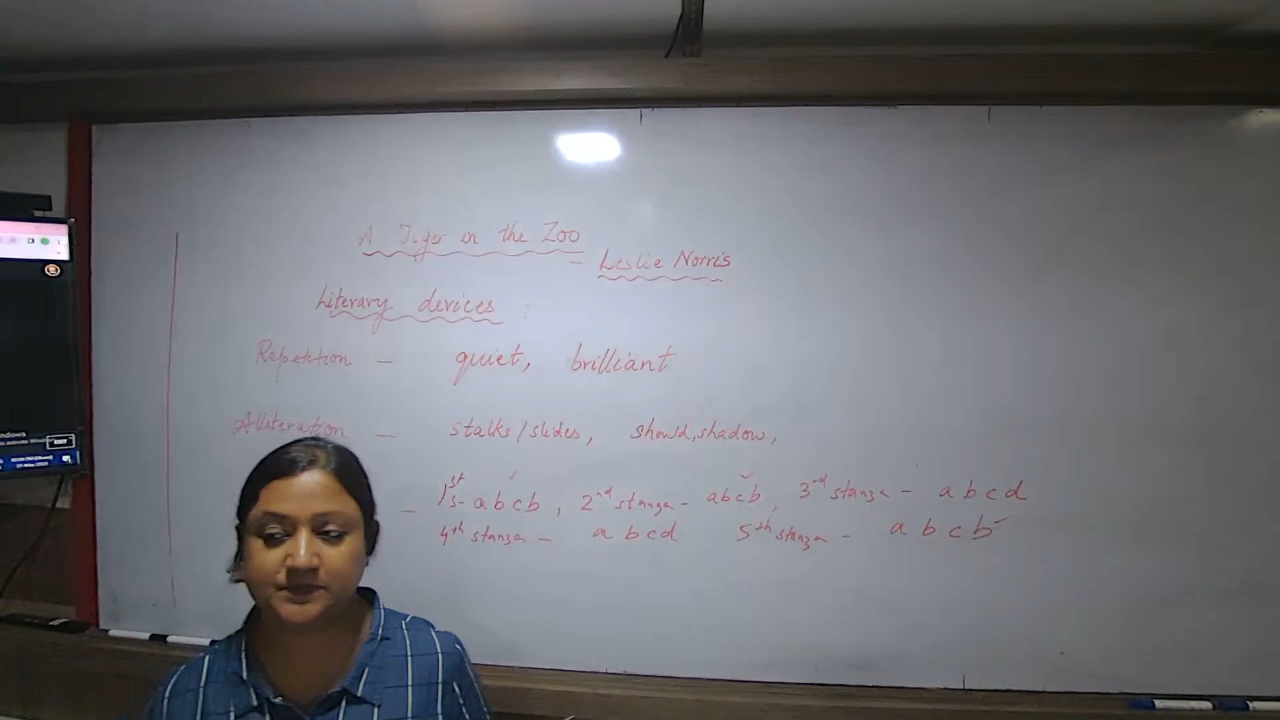 A Tiger in the Zoo
- Leslie Norris
Literary devices :
Repetition - quiet, brilliant
Alliteration - stalks/slides, should, shadow,
- 1st s- abcb, 2nd stanza - abcb, 3rd stanza - abcd
4th stanza - abcd 5th stanza - abcb